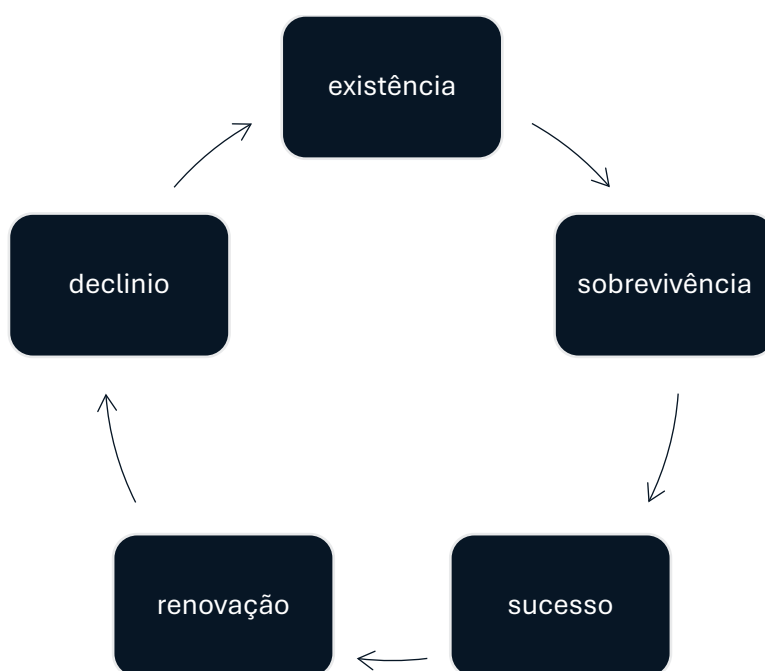 existência
sobrevivência
sucesso
renovação
declinio